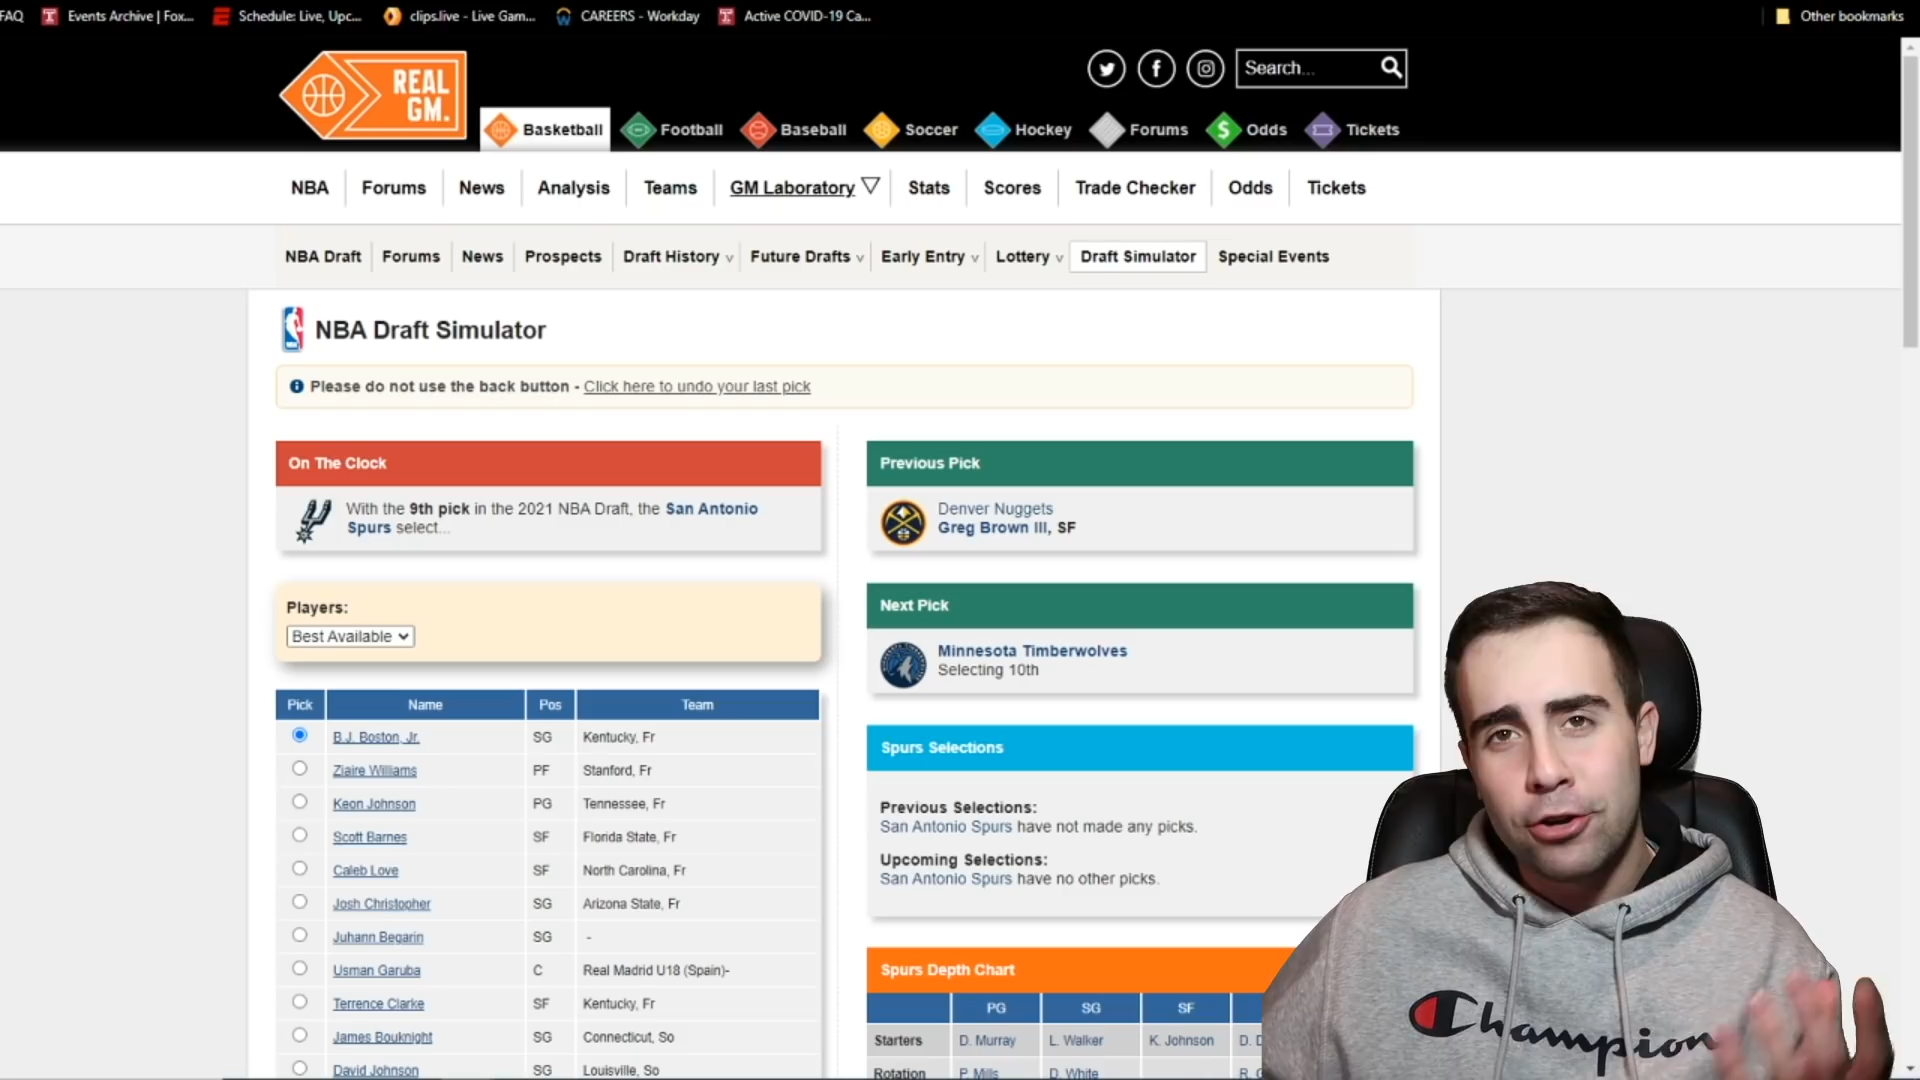 FAQ
Events Archive | Fox...
Schedule: Live, Upc...
clips.live - Live Gam...
CAREERS - Workday
Active COVID-19 Ca...
Other bookmarks
REAL
GM.
Search...
Basketball
Football
Baseball
Soccer
Hockey
Forums
Odds
Tickets
NBA
Forums
News
Analysis
Teams
GM Laboratory
Stats
Scores
Trade Checker
Odds
Tickets
NBA Draft
Forums
News
Prospects
Draft History
Future Drafts
Early Entry
Lottery
Draft Simulator
Special Events
NBA Draft Simulator
Please do not use the back button - Click here to undo your last pick
On The Clock
With the 9th pick in the 2021 NBA Draft, the San Antonio
Spurs select...
Players:
Best Available
Pick Name Pos Team
B.J. Boston, Jr. SG Kentucky, Fr
Ziaire Williams PF Stanford, Fr
Keon Johnson PG Tennessee, Fr
Scott Barnes SF Florida State, Fr
Caleb Love SF North Carolina, Fr
Josh Christopher SG Arizona State, Fr
Juhann Begarin SG -
Usman Garuba C Real Madrid U18 (Spain)-
Terrence Clarke SF Kentucky, Fr
James Bouknight SG Connecticut, So
David Johnson SG Louisville, So
Previous Pick
Denver Nuggets
Greg Brown III, SF
Next Pick
Minnesota Timberwolves
Selecting 10th
Spurs Selections
Previous Selections:
San Antonio Spurs have not made any picks.
Upcoming Selections:
San Antonio Spurs have no other picks.
Spurs Depth Chart
PG SG SF
Starters D. Murray L. Walker K. Johnson D. D
Rotation P. Mills D. White R. G
Champion